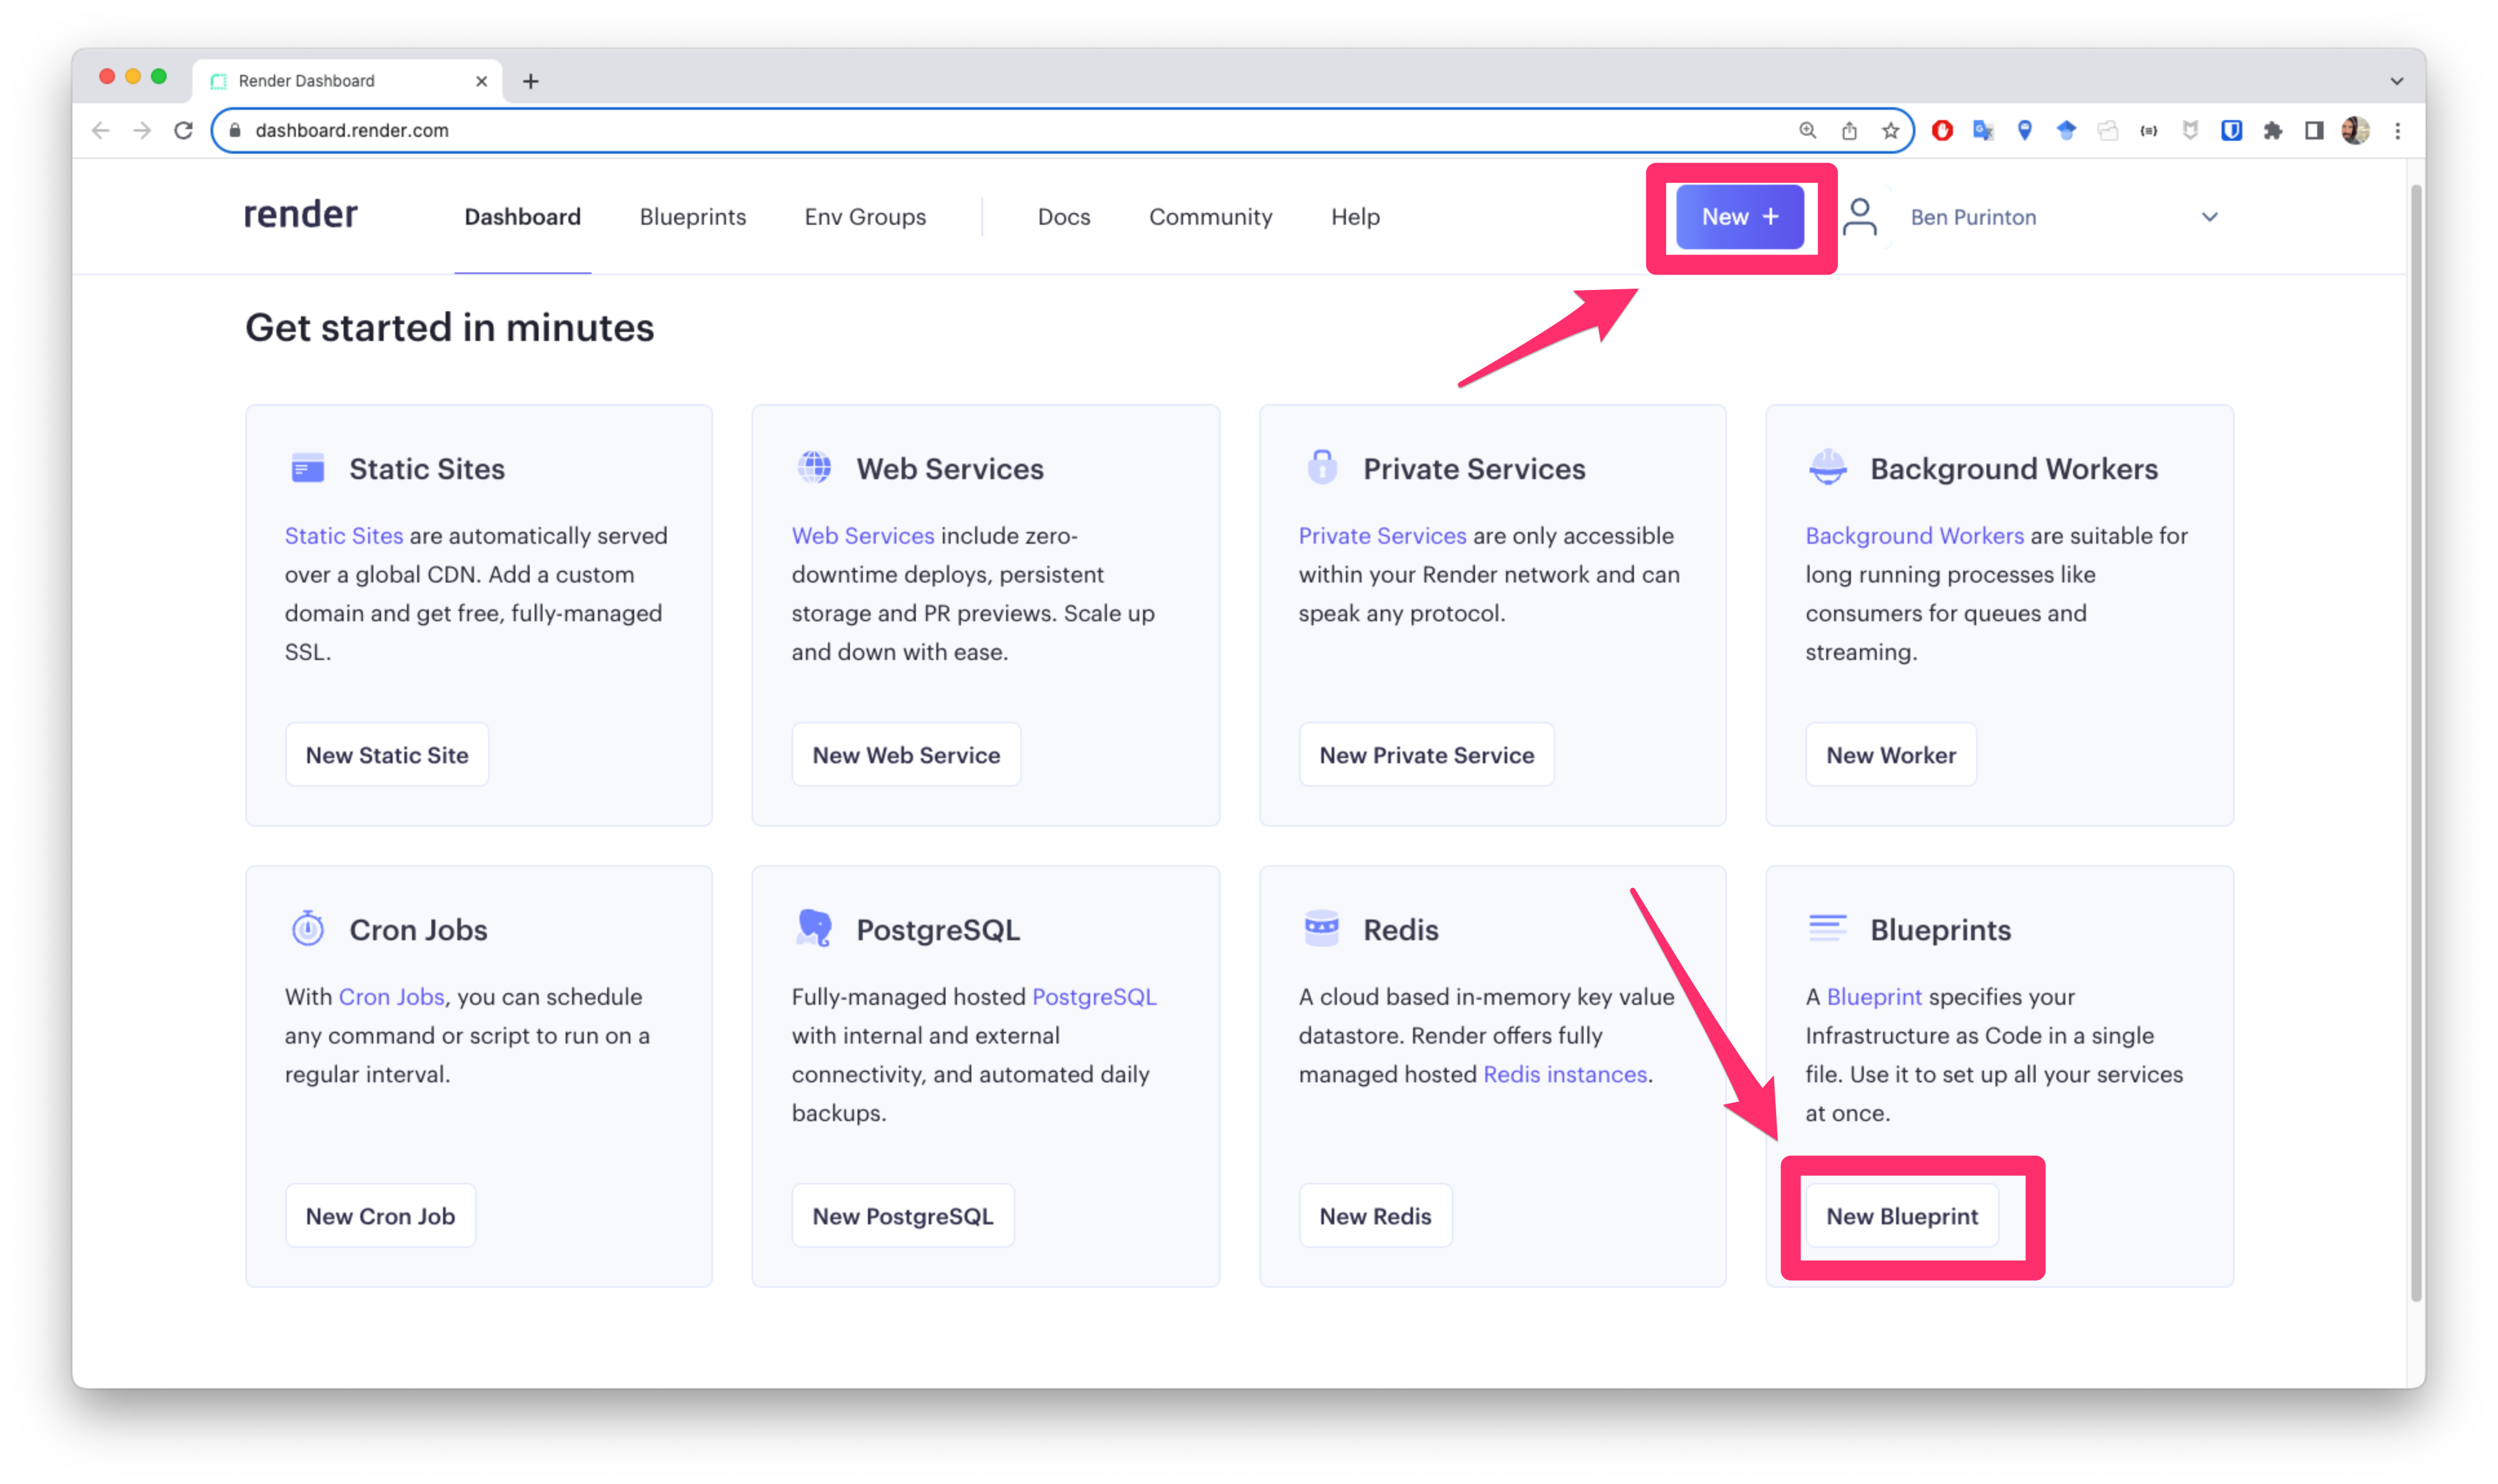 Render Dashboard
dashboard.render.com
render
Dashboard
Blueprints
Env Groups
Docs
Community
Help
New +
Ben Purinton
Get started in minutes
Static Sites
Static Sites are automatically served
over a global CDN. Add a custom
domain and get free, fully-managed
SSL.
New Static Site
Web Services
Web Services include zero-
downtime deploys, persistent
storage and PR previews. Scale up
and down with ease.
New Web Service
Private Services
Private Services are only accessible
within your Render network and can
speak any protocol.
New Private Service
Background Workers
Background Workers are suitable for
long running processes like
consumers for queues and
streaming.
New Worker
Cron Jobs
With Cron Jobs, you can schedule
any command or script to run on a
regular interval.
New Cron Job
PostgreSQL
Fully-managed hosted PostgreSQL
with internal and external
connectivity, and automated daily
backups.
New PostgreSQL
Redis
A cloud based in-memory key value
datastore. Render offers fully
managed hosted Redis instances.
New Redis
Blueprints
A Blueprint specifies your
Infrastructure as Code in a single
file. Use it to set up all your services
at once.
New Blueprint